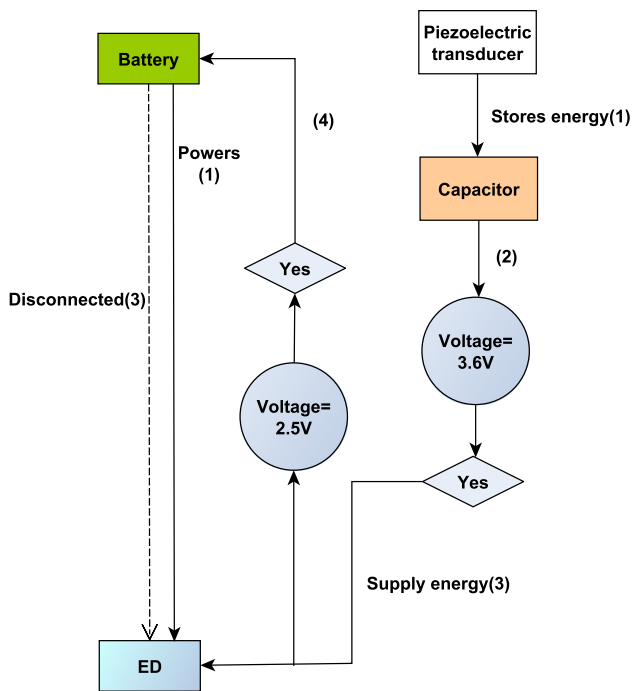 Piezoelectric
transducer
Battery
Stores energy(1)
(4)
Powers
(1)
Capacitor
(2)
Yes
Disconnected(3)
Voltage=
3.6V
Voltage=
2.5V
Yes
Supply energy(3)
ED